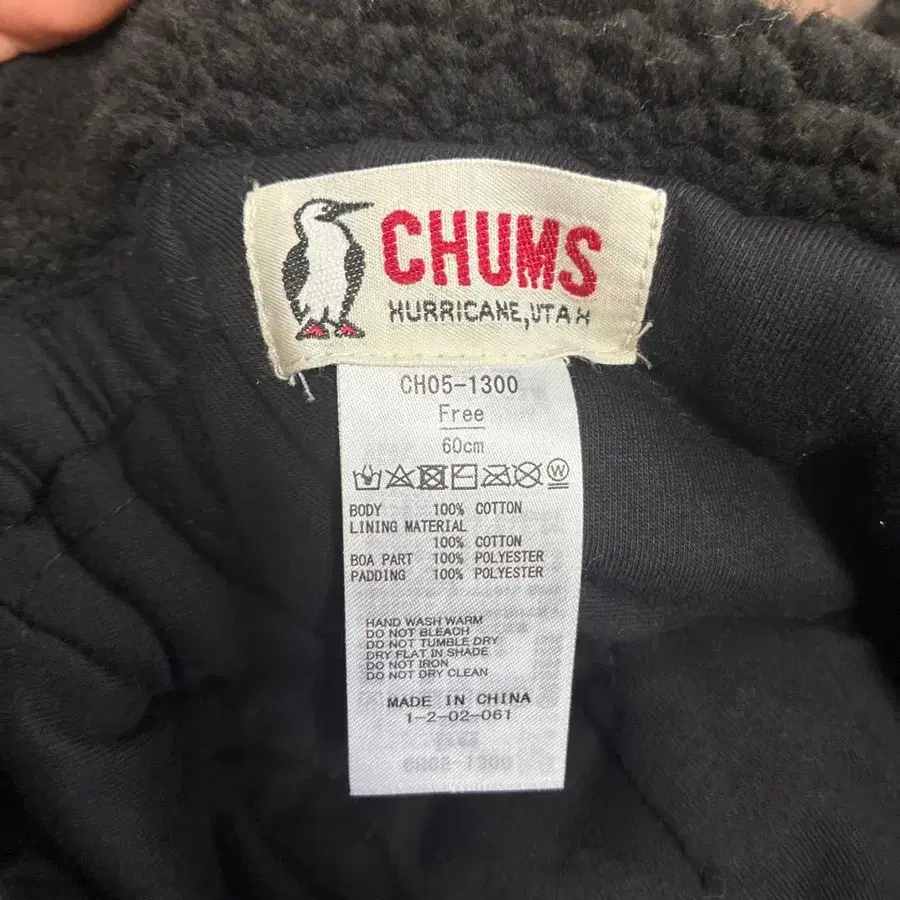 CHUMS
HURRICANE, UTAH
CH05-1300
Free
60cm
W
BODY 100% COTTON
LINING MATERIAL
100% COTTON
BOA PART 100% POLYESTER
PADDING 100% POLYESTER
HAND WASH WARM
DO NOT BLEACH
DO NOT TUMBLE DRY
DRY FLAT IN SHADE
DO NOT IRON
DO NOT DRY CLEAN
MADE IN CHINA
1-2-02-061